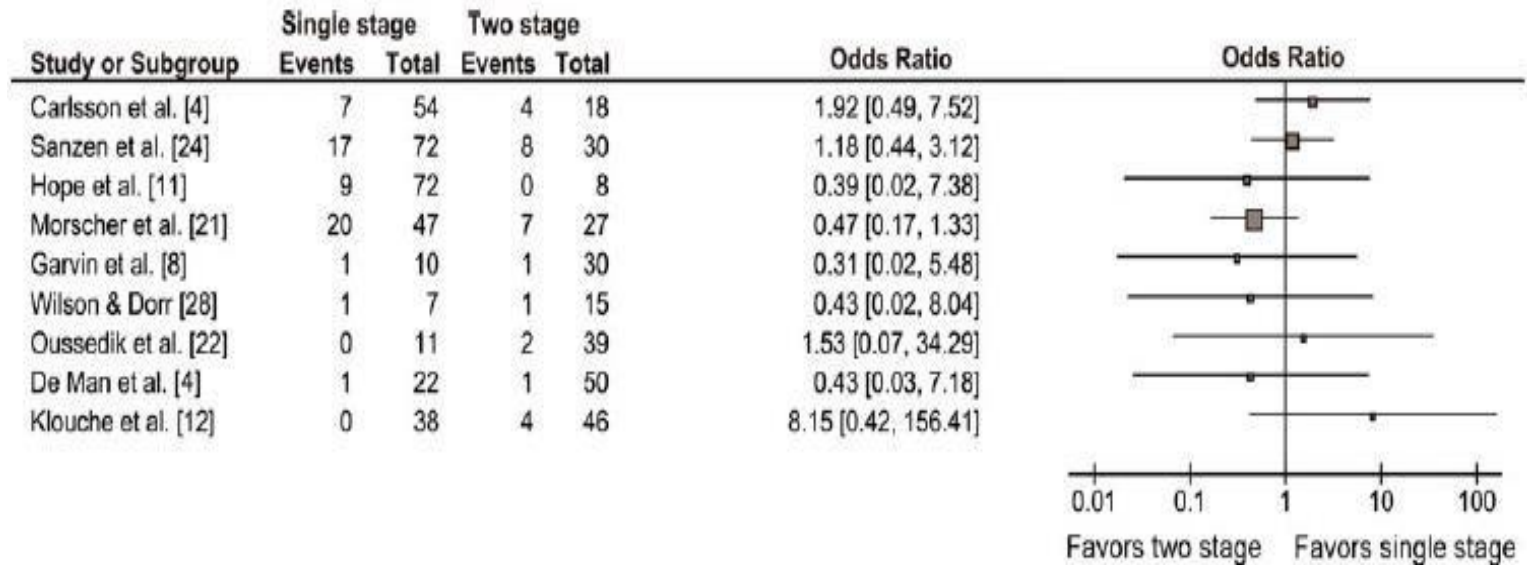 Single stage Two stage
Study or Subgroup Events Total Events Total Odds Ratio Odds Ratio
Carlsson et al. [4] 7 54 4 18 1.92 [0.49, 7.52]
Sanzen et al. [24] 17 72 8 30 1.18 [0.44, 3.12]
Hope et al. [11] 9 72 0 8 0.39 [0.02, 7.38]
Morscher et al. [21] 20 47 7 27 0.47 [0.17, 1.33]
Garvin et al. [8] 1 10 1 30 0.31 [0.02, 5.48]
Wilson & Dorr [28] 1 7 1 15 0.43 [0.02, 8.04]
Oussedik et al. [22] 0 11 2 39 1.53 [0.07, 34.29]
De Man et al. [4] 1 22 1 50 0.43 [0.03, 7.18]
Klouche et al. [12] 0 38 4 46 8.15 [0.42, 156.41]
0.01 0.1 1 10 100
Favors two stage Favors single stage